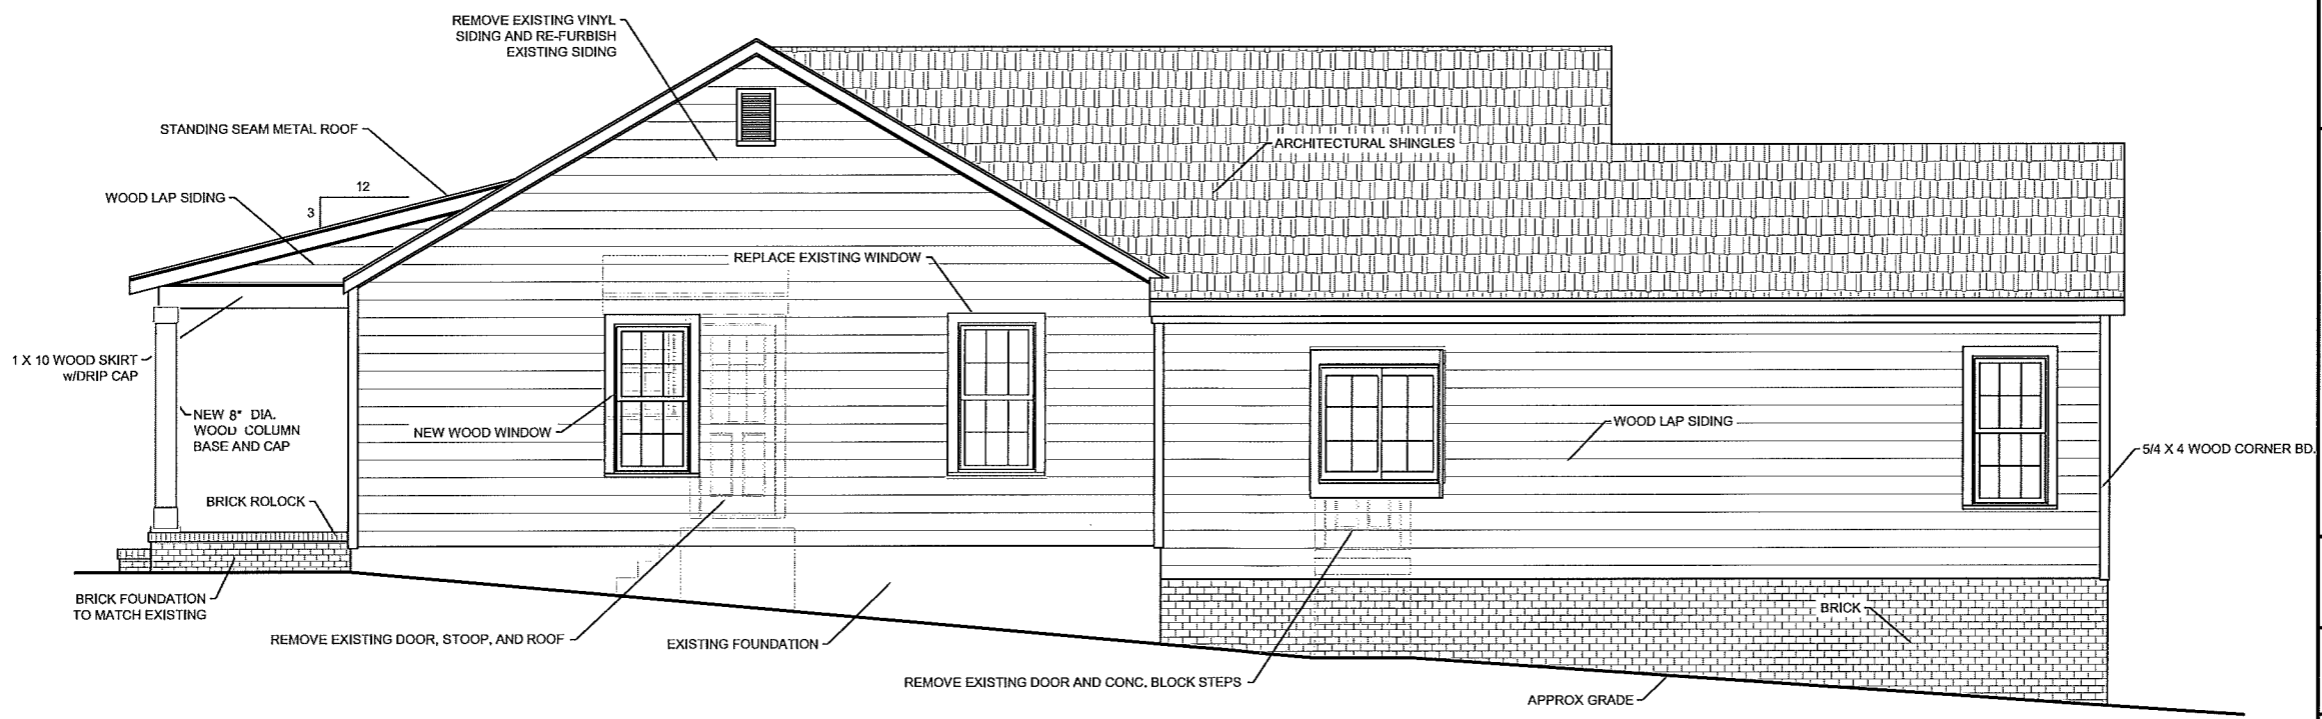 REMOVE EXISTING VINYL
SIDING AND RE-FURBISH
EXISTING SIDING
STANDING SEAM METAL ROOF
ARCHITECTURAL SHINGLES
12
3
WOOD LAP SIDING
REPLACE EXISTING WINDOW
1 X 10 WOOD SKIRT
w/DRIP CAP
NEW 8" DIA.
WOOD COLUMN
BASE AND CAP
NEW WOOD WINDOW
WOOD LAP SIDING
5/4 X 4 WOOD CORNER BD.
BRICK ROLOCK
BRICK FOUNDATION
TO MATCH EXISTING
BRICK
REMOVE EXISTING DOOR, STOOP, AND ROOF
EXISTING FOUNDATION
REMOVE EXISTING DOOR AND CONC. BLOCK STEPS
APPROX GRADE